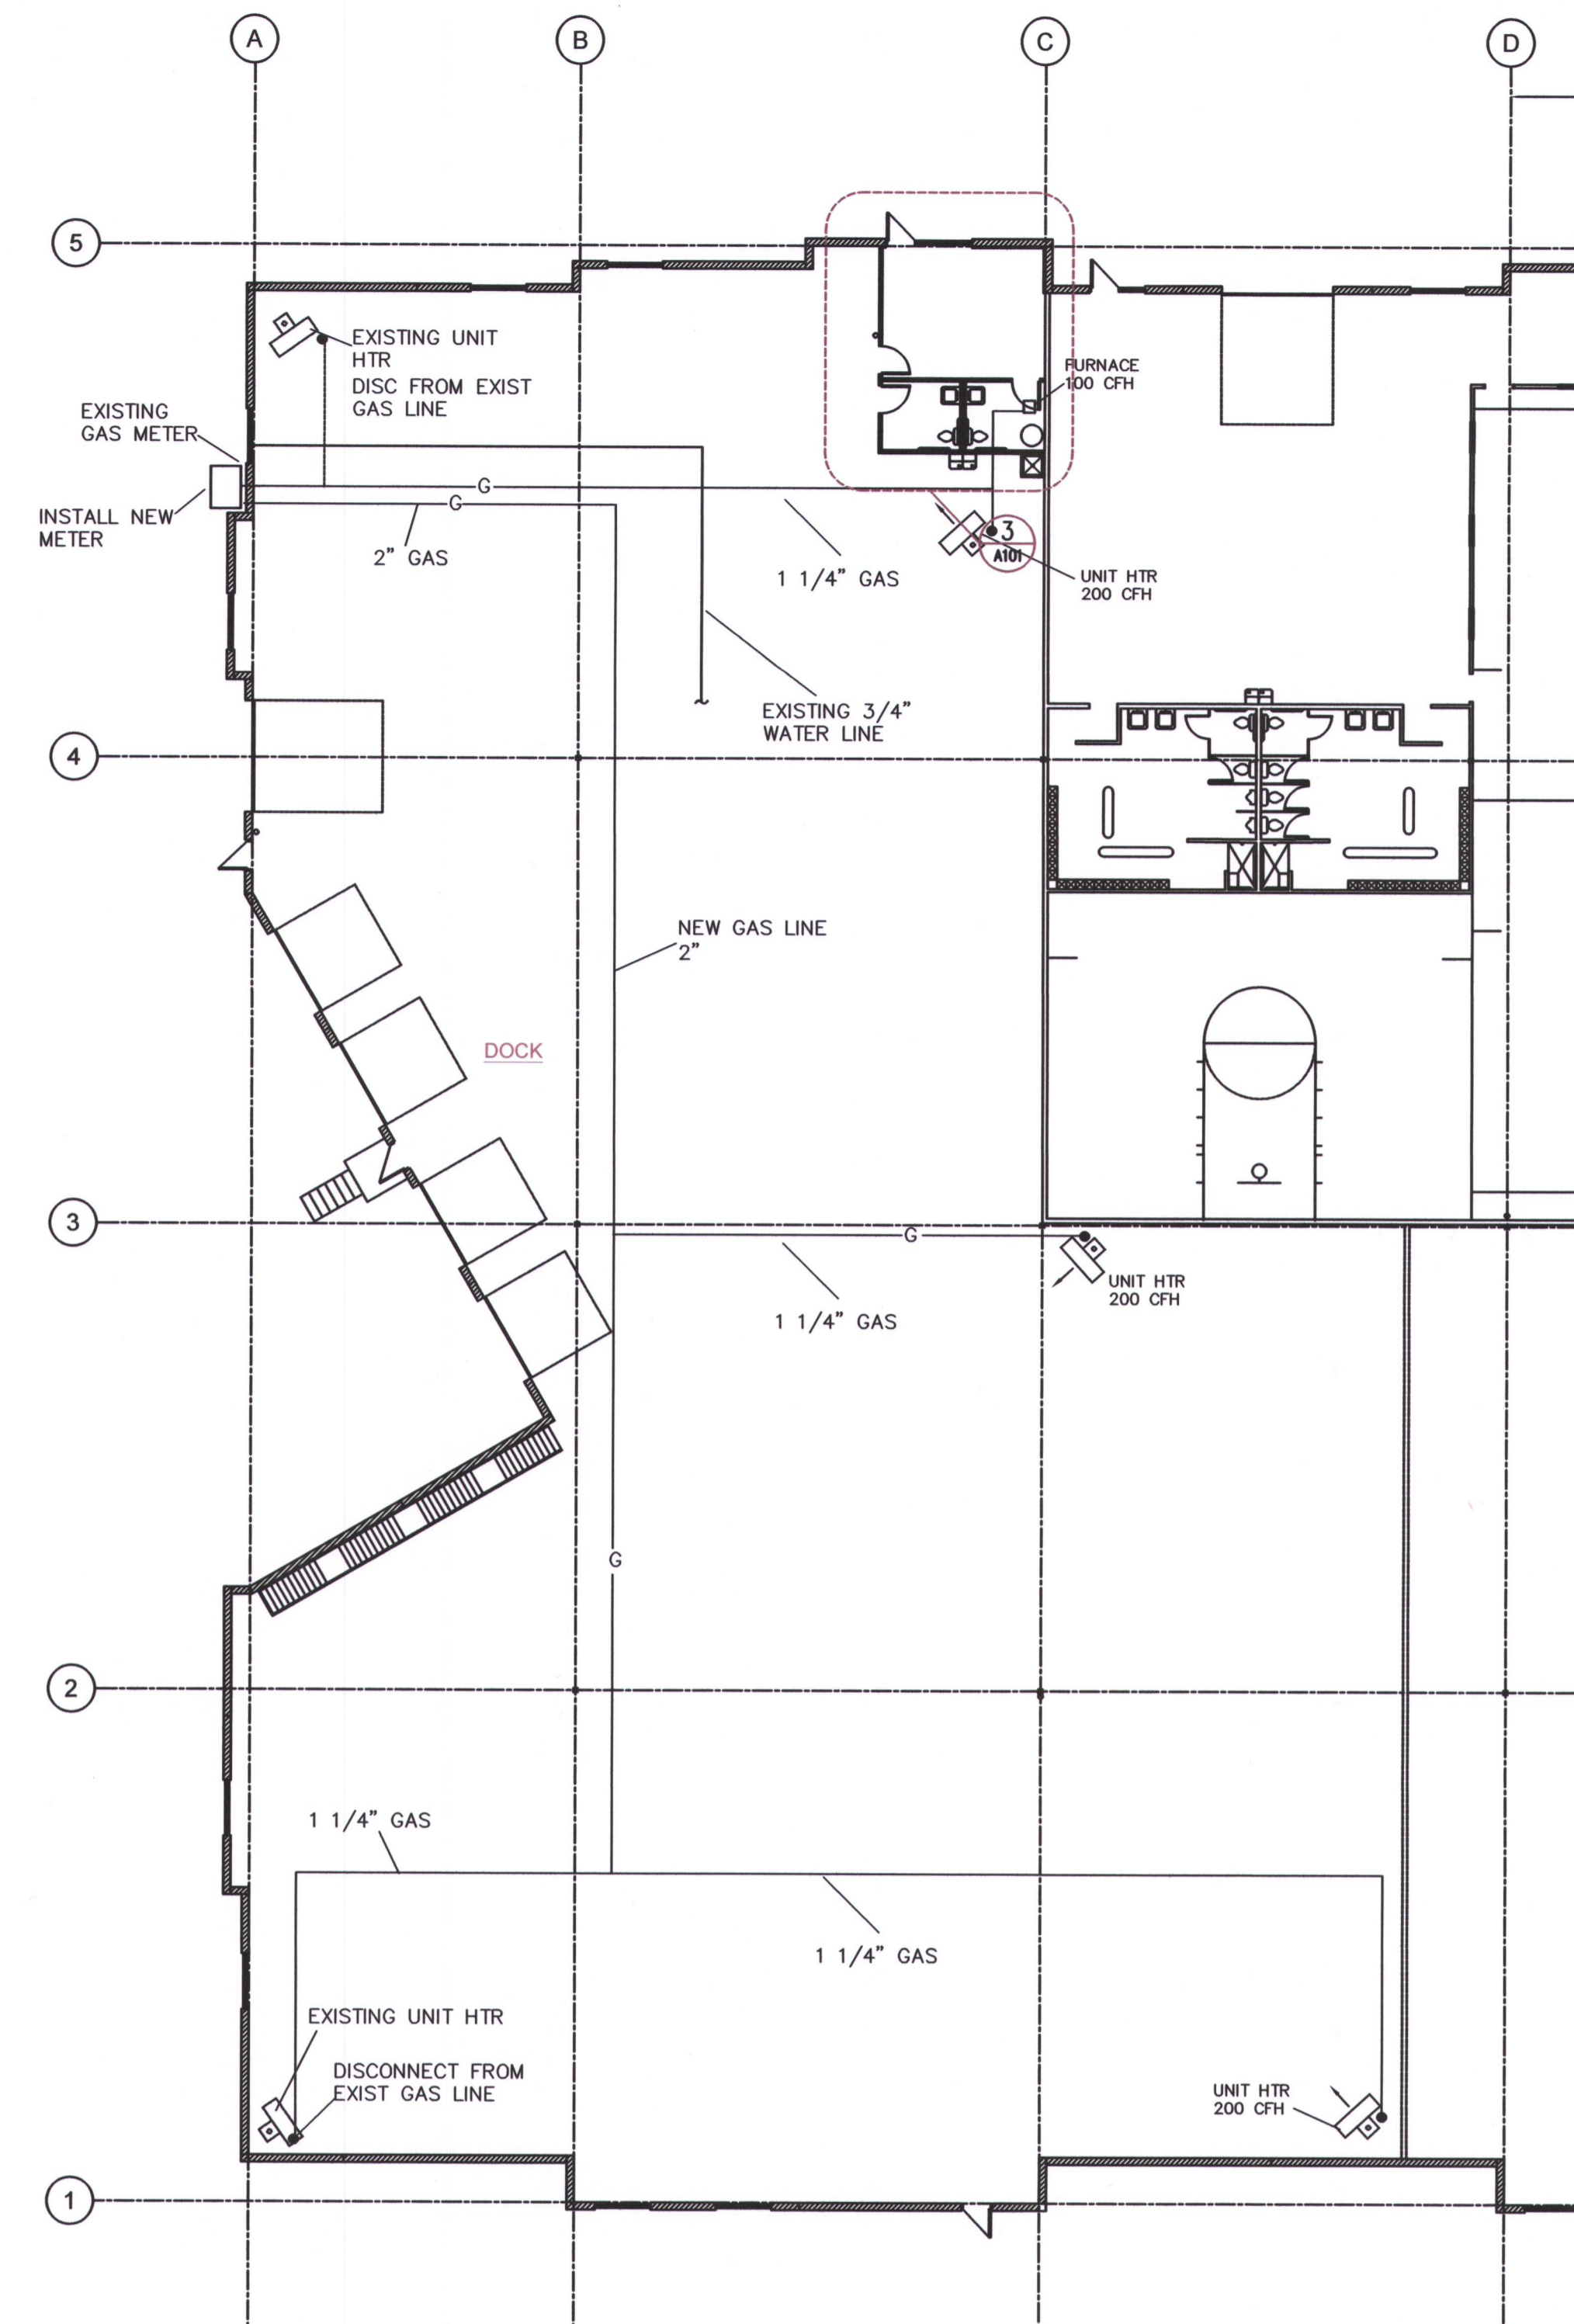 A
B
C
D
5
EXISTING UNIT
HTR
DISC FROM EXIST
GAS LINE
FURNACE
100 CFH
EXISTING
GAS METER
G
G
INSTALL NEW
METER
2" GAS
1 1/4" GAS
3
A101
UNIT HTR
200 CFH
EXISTING 3/4"
WATER LINE
4
NEW GAS LINE
2"
DOCK
3
G
UNIT HTR
200 CFH
1 1/4" GAS
G
2
1 1/4" GAS
1 1/4" GAS
EXISTING UNIT HTR
DISCONNECT FROM
EXIST GAS LINE
UNIT HTR
200 CFH
1